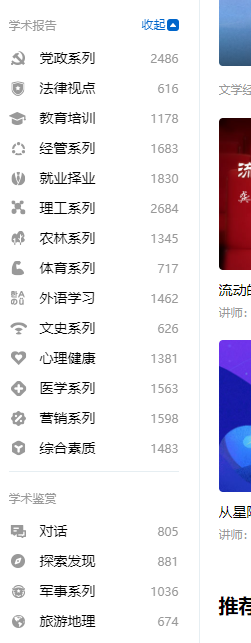 学术报告 收起
党政系列 2486
法律视点 616
教育培训 1178
经管系列 1683
就业择业 1830
理工系列 2684
农林系列 1345
体育系列 717
外语学习 1462
文史系列 626
心理健康 1381
医学系列 1563
营销系列 1598
综合素质 1483
学术鉴赏
对话 805
探索发现 881
军事系列 1036
旅游地理 674
文学经
流动的
讲师:
从星际
讲师:
推荐